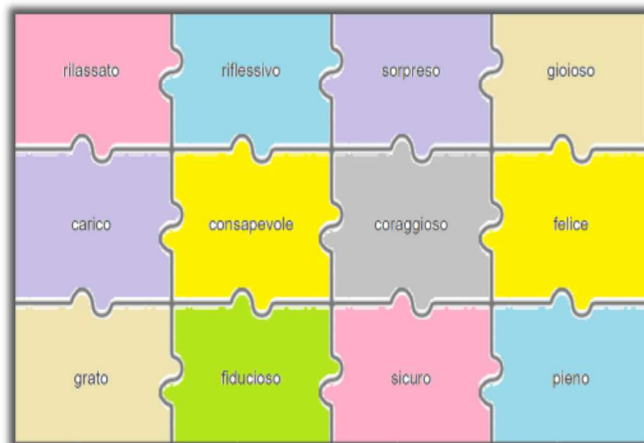 rilassato riflessivo sorpreso gioioso
carico consapevole coraggioso felice
grato fiducioso sicuro pieno